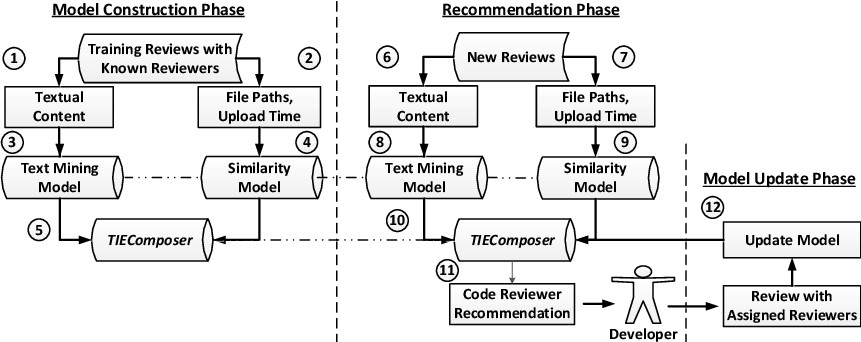 Model Construction Phase
Recommendation Phase
1
Training Reviews with
Known Reviewers
2
6
New Reviews
7
Textual
Content
File Paths,
Upload Time
Textual
Content
File Paths,
Upload Time
3
4
8
9
Text Mining
Model
Similarity
Model
Text Mining
Model
Similarity
Model
Model Update Phase
5
10
12
TIEComposer
TIEComposer
Update Model
11
Code Reviewer
Recommendation
Developer
Review with
Assigned Reviewers